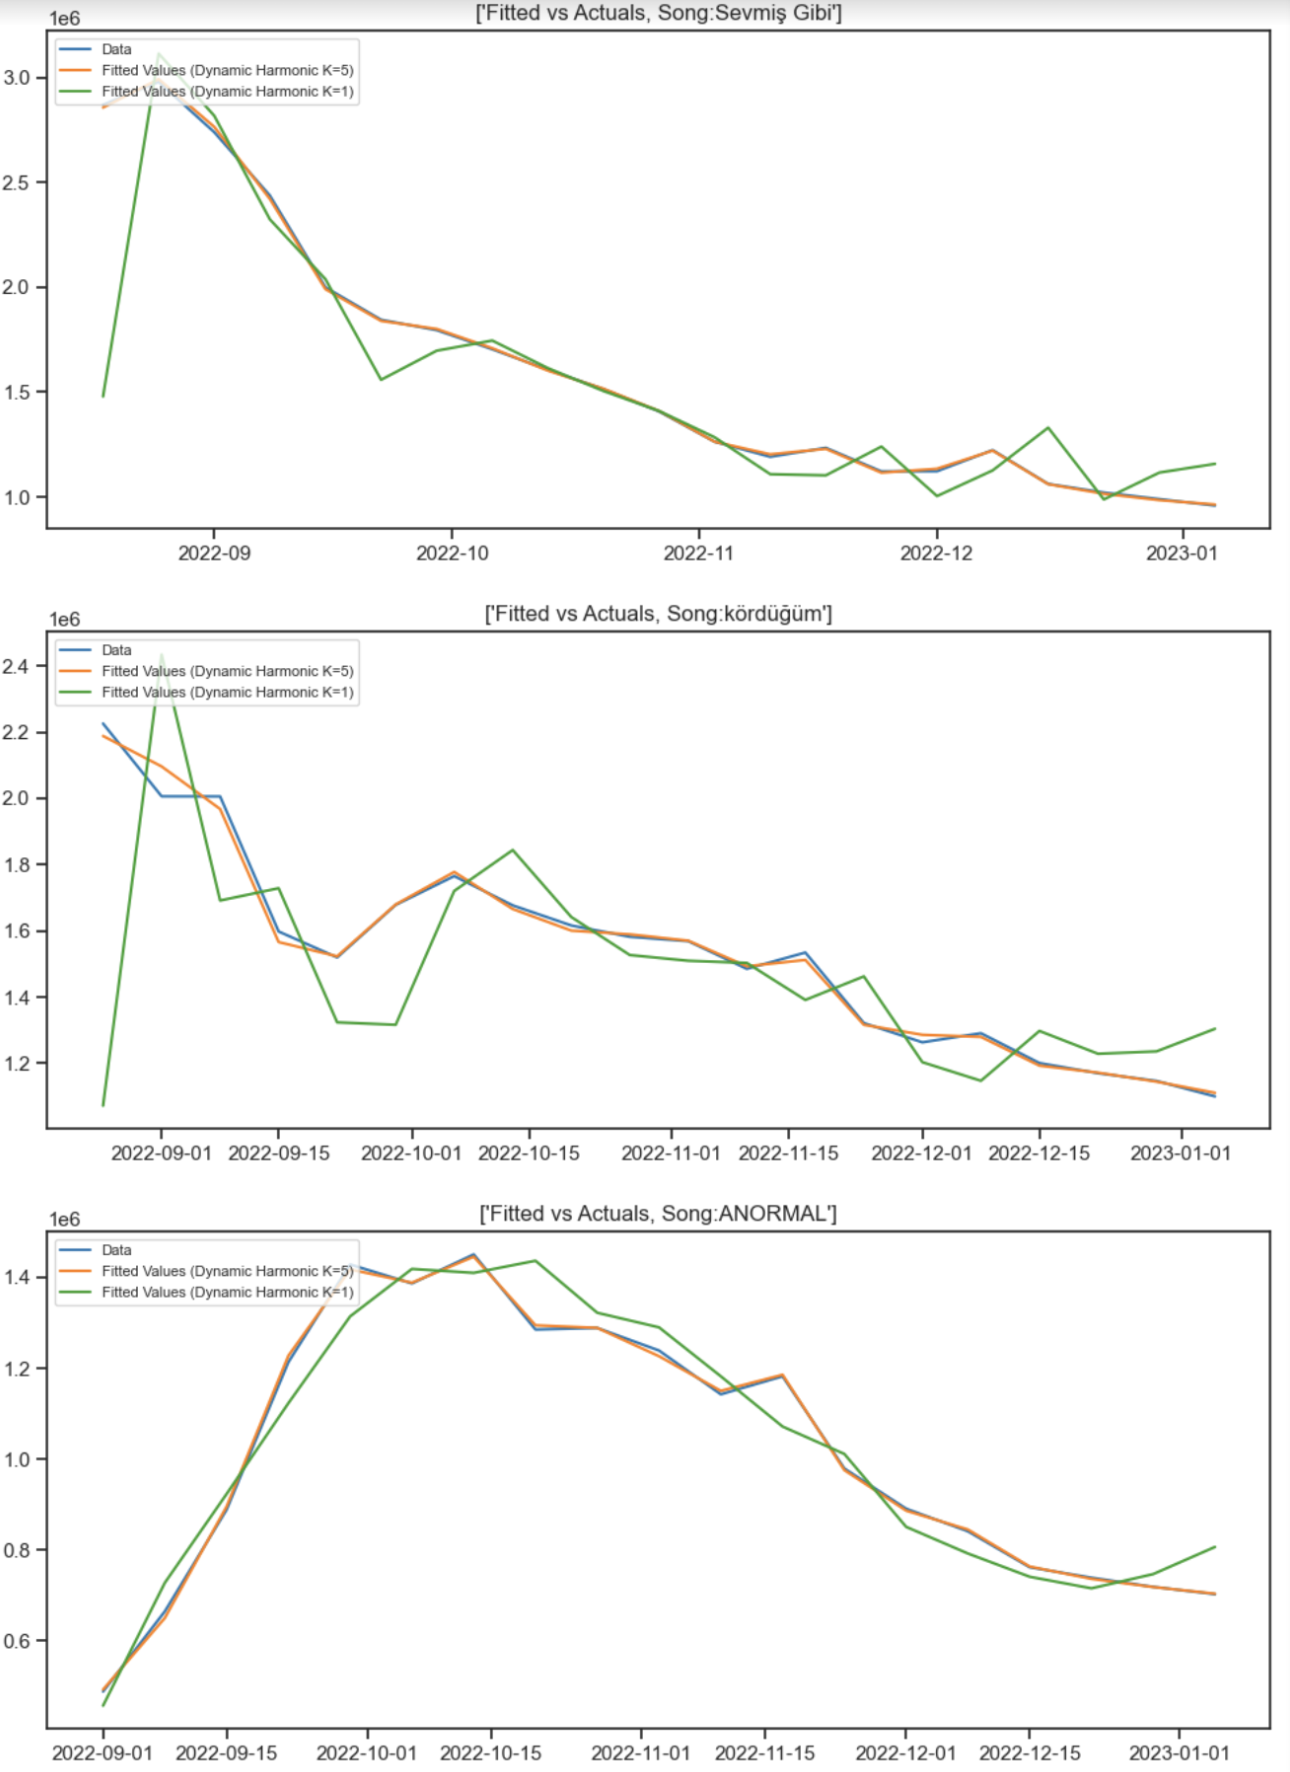 ['Fitted vs Actuals, Song:Sevmiş Gibi']
1e6
Data
Fitted Values (Dynamic Harmonic K=5)
Fitted Values (Dynamic Harmonic K=1)
3.0
2.5
2.0
1.5
1.0
2022-09 2022-10 2022-11 2022-12 2023-01
['Fitted vs Actuals, Song:kördüğüm']
1e6
Data
Fitted Values (Dynamic Harmonic K=5)
Fitted Values (Dynamic Harmonic K=1)
2.4
2.2
2.0
1.8
1.6
1.4
1.2
2022-09-01 2022-09-15 2022-10-01 2022-10-15 2022-11-01 2022-11-15 2022-12-01 2022-12-15 2023-01-01
['Fitted vs Actuals, Song:ANORMAL']
1e6
Data
Fitted Values (Dynamic Harmonic K=5)
Fitted Values (Dynamic Harmonic K=1)
1.4
1.2
1.0
0.8
0.6
2022-09-01 2022-09-15 2022-10-01 2022-10-15 2022-11-01 2022-11-15 2022-12-01 2022-12-15 2023-01-01